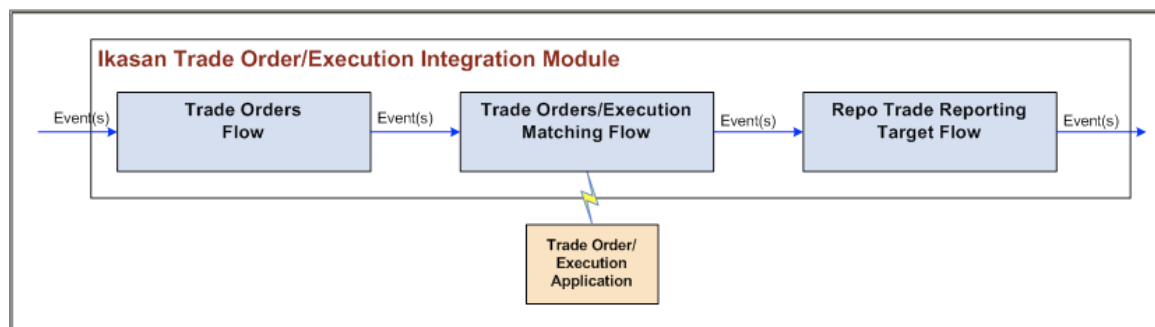 Ikasan Trade Order/Execution Integration Module
Event(s)
Trade Orders
Flow
Event(s)
Trade Orders/Execution
Matching Flow
Event(s)
Repo Trade Reporting
Target Flow
Event(s)
Trade Order/
Execution
Application